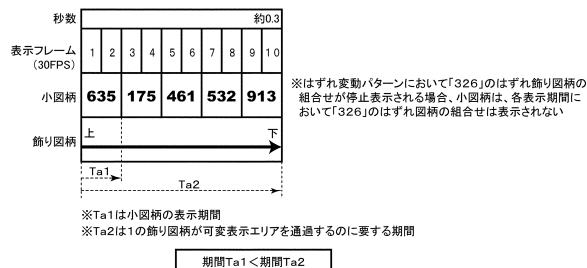 秒数 約0.3
表示フレーム 1 2 3 4 5 6 7 8 9 10
(30FPS)
小図柄 635 175 461 532 913
※はずれ変動パターンにおいて「326」のはずれ飾り図柄の
組合せが停止表示される場合、小図柄は、各表示期間に
おいて「326」のはずれ図柄の組合せは表示されない
飾り図柄 上 下
Ta1
Ta2
※Ta1は小図柄の表示期間
※Ta2は1の飾り図柄が可変表示エリアを通過するのに要する期間
期間Ta1<期間Ta2